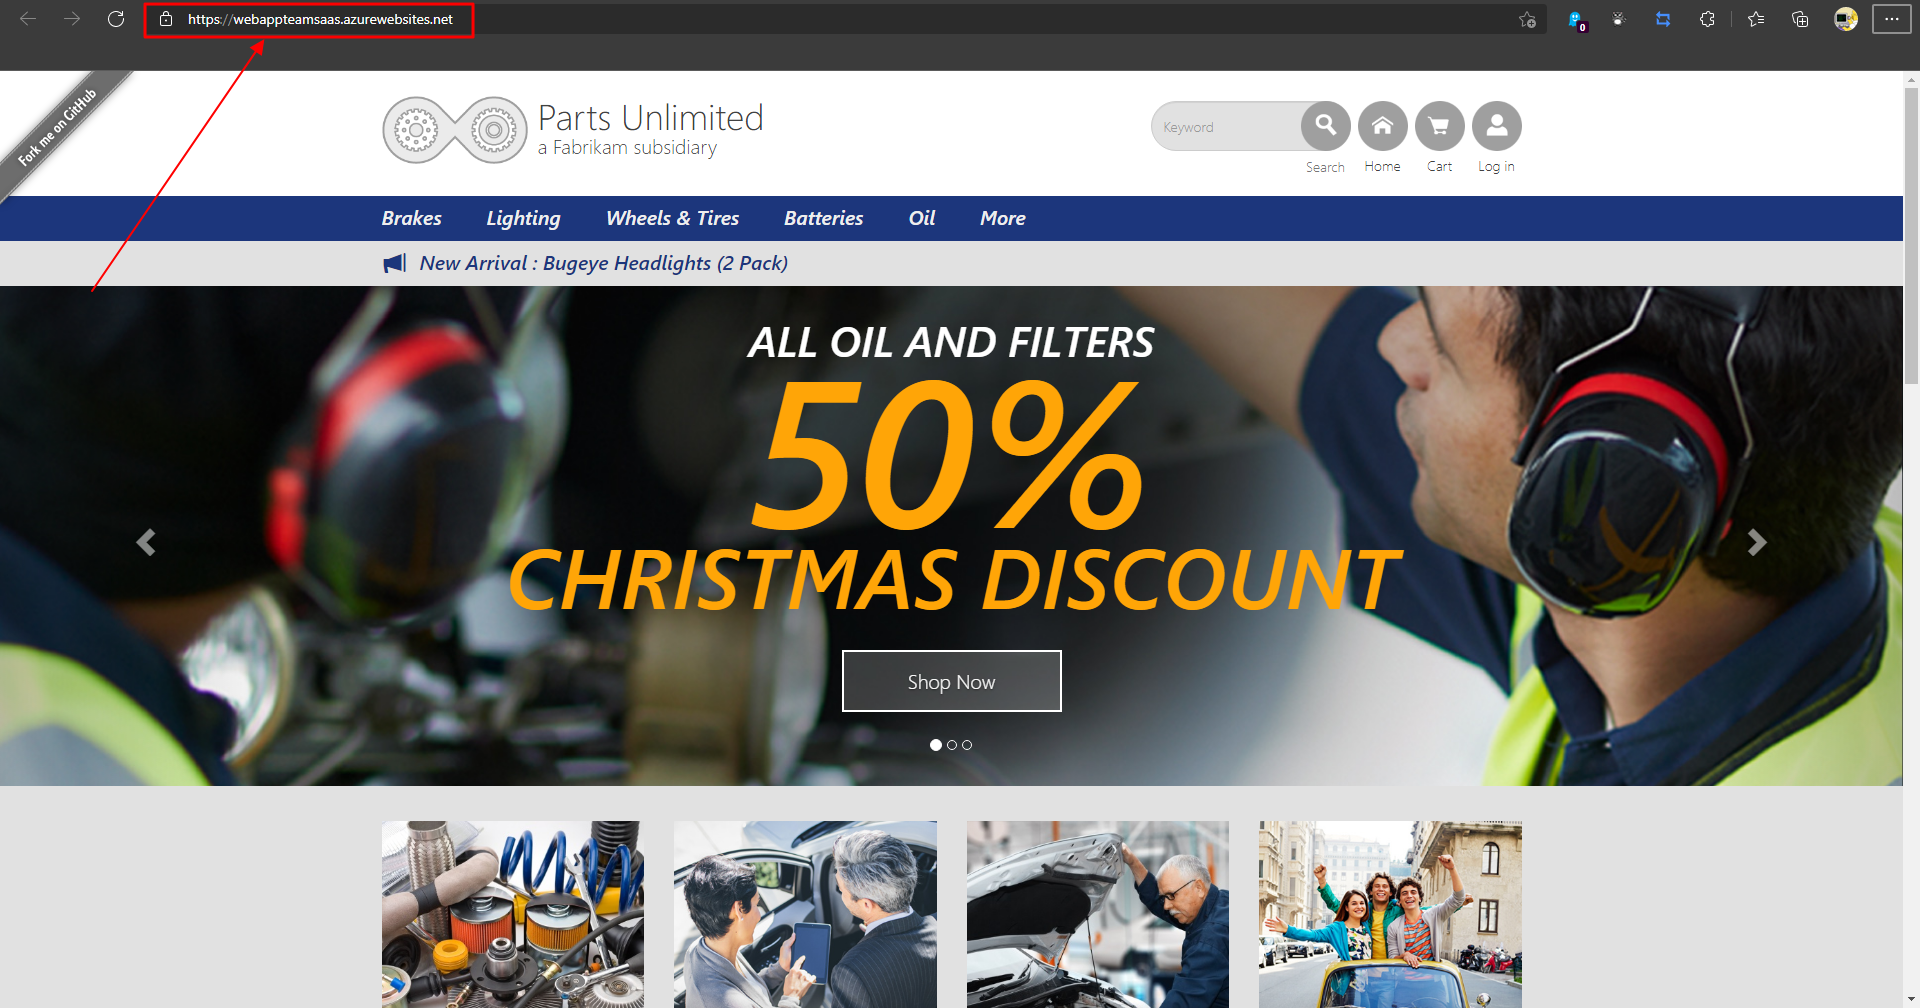 https://webappteamsaas.azurewebsites.net
0
Fork me on GitHub
Parts Unlimited
a Fabrikam subsidiary
Keyword
Search
Home
Cart
Log in
Brakes
Lighting
Wheels & Tires
Batteries
Oil
More
New Arrival : Bugeye Headlights (2 Pack)
ALL OIL AND FILTERS
50%
CHRISTMAS DISCOUNT
Shop Now